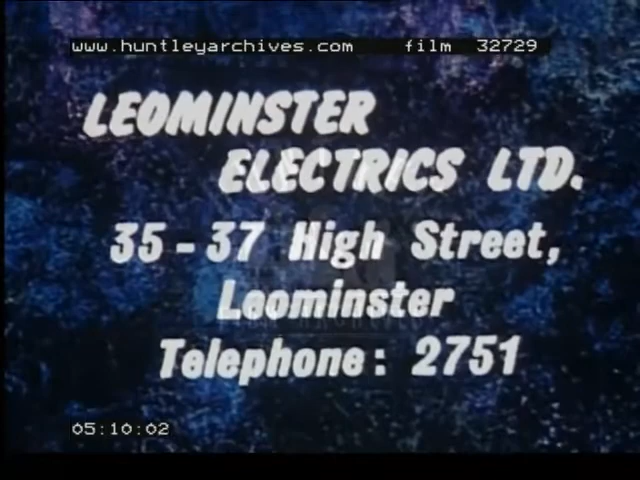 www.huntleyarchives.com film 32729
LEOMINSTER
ELECTRICS LTD.
35-37 High Street,
Leominster
Telephone: 2751
05:10:02